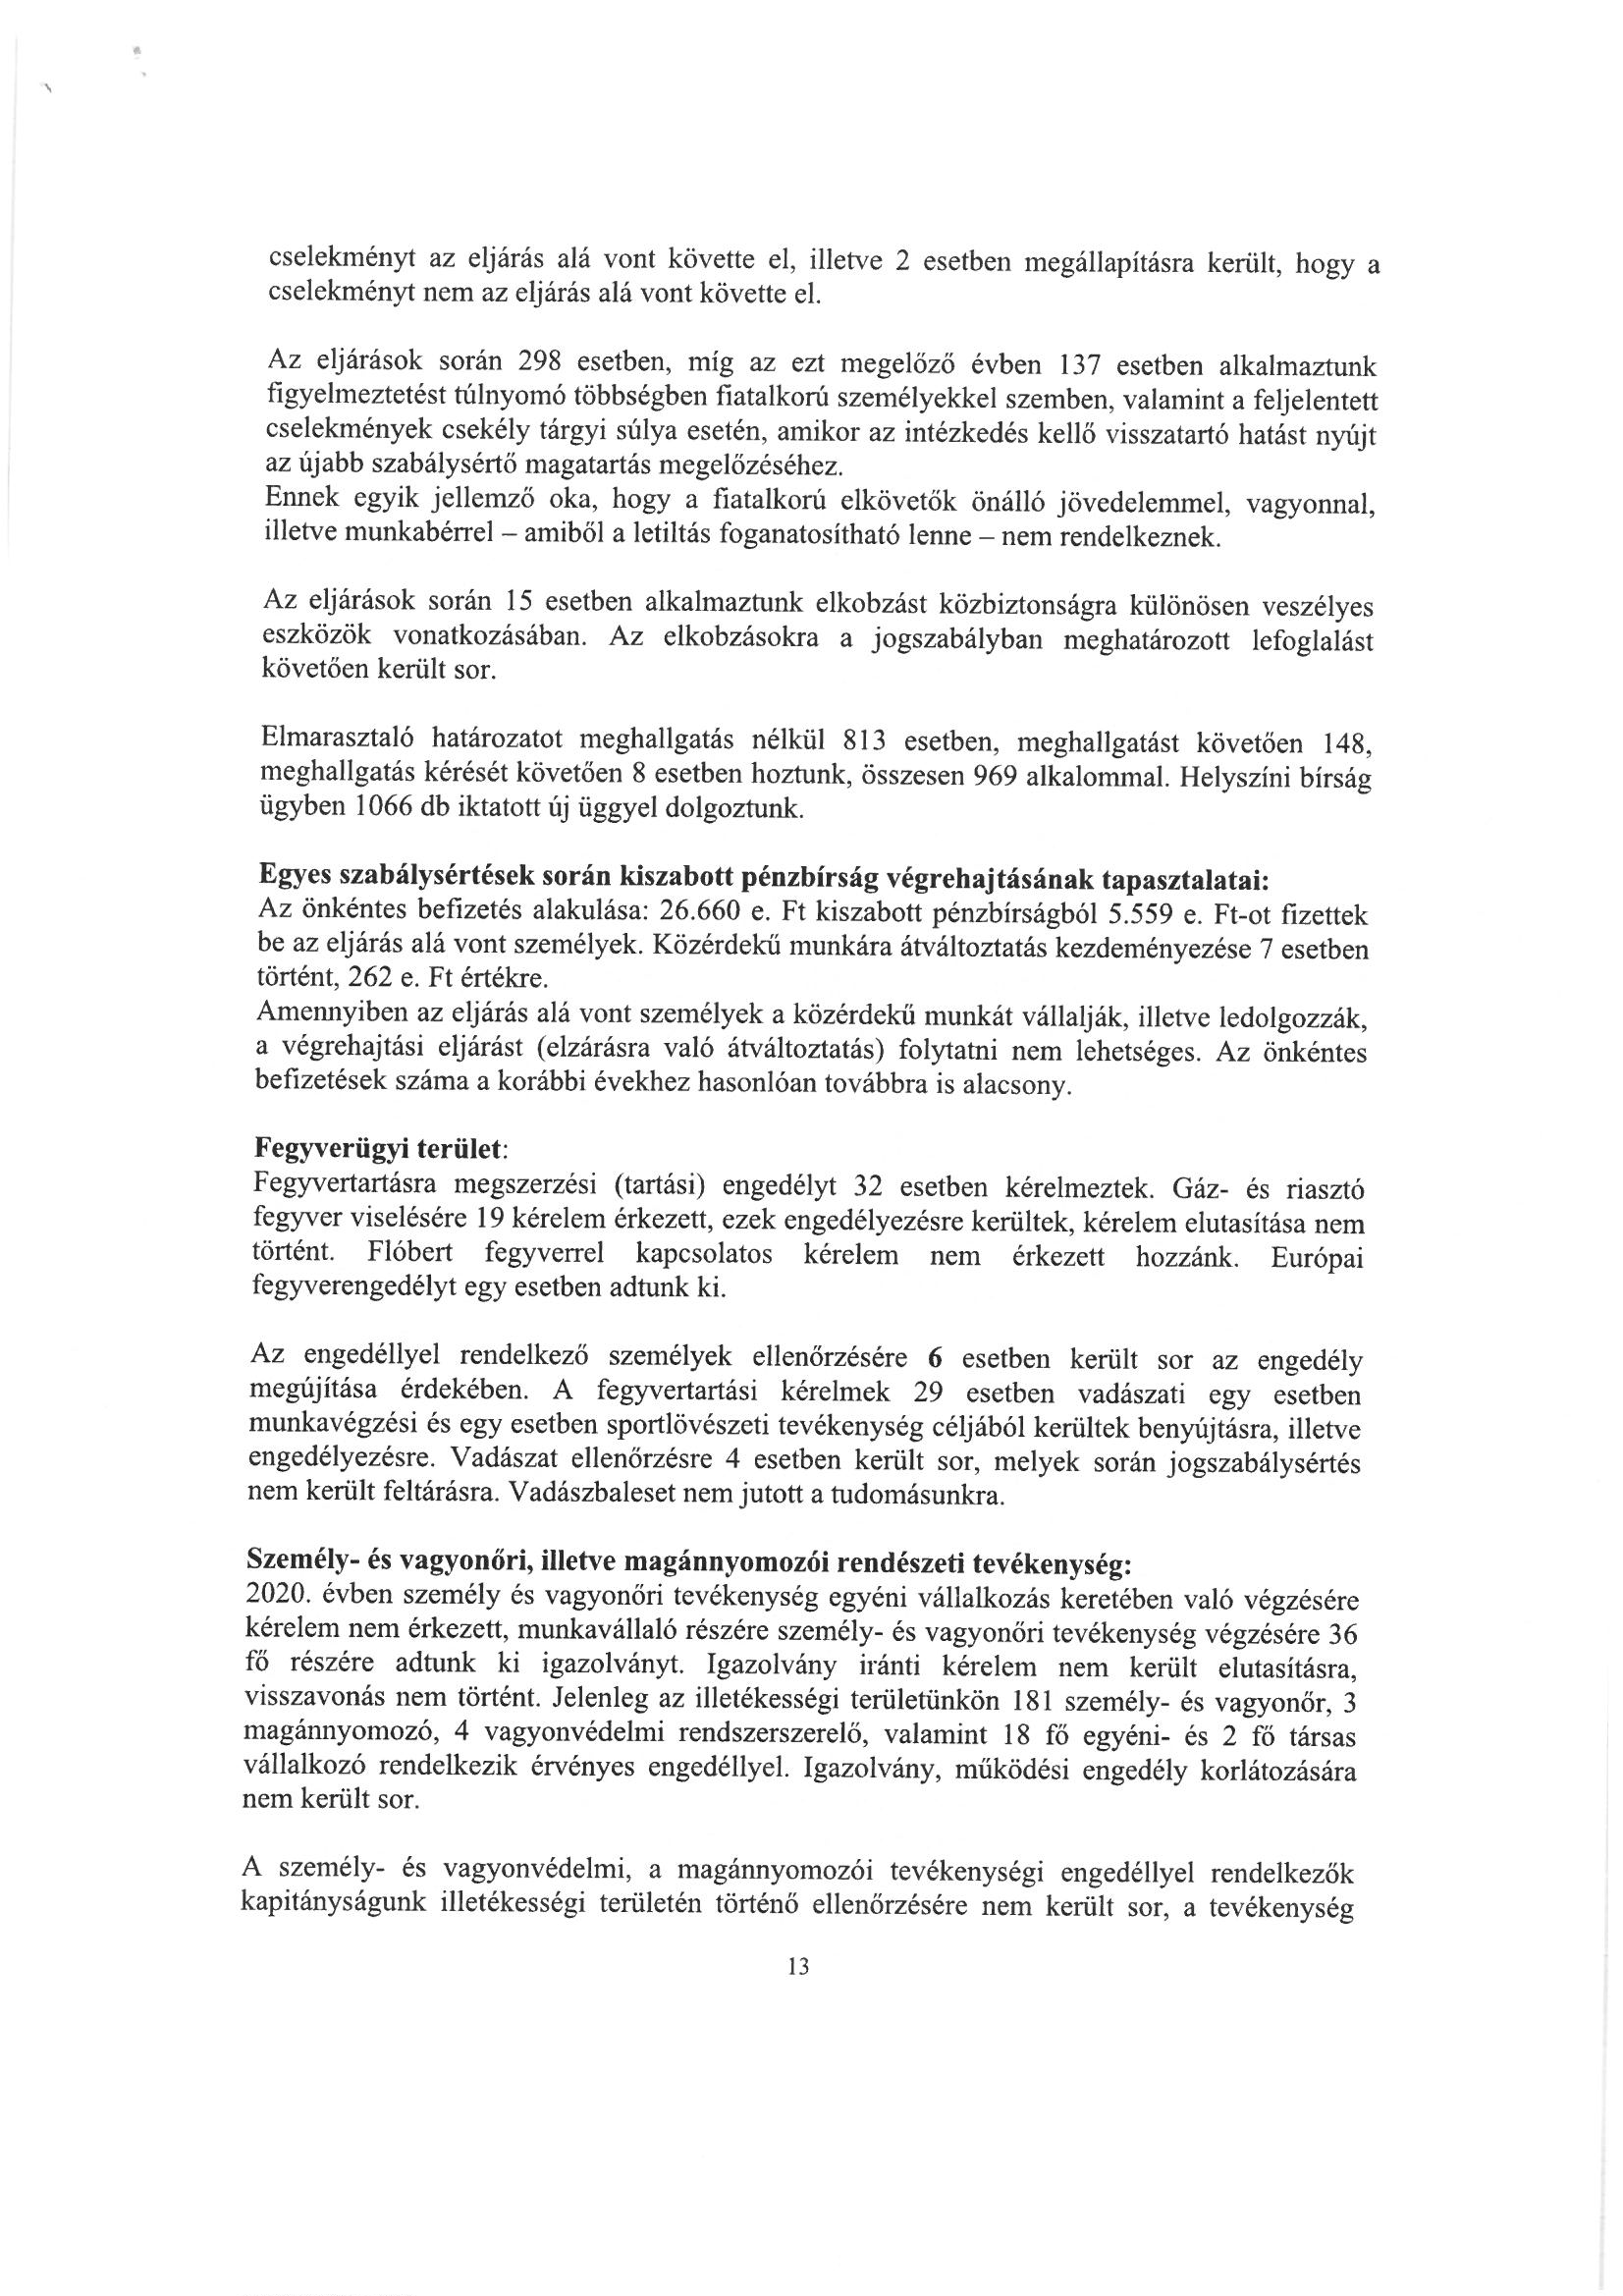 cselekményt az eljárás alá vont követte el, illetve 2 esetben megállapításra került, hogy a
cselekményt nem az eljárás alá vont követte el.
Az eljárások során 298 esetben, míg az ezt megelőző évben 137 esetben alkalmaztunk
figyelmeztetést túlnyomó többségben fiatalkorú személyekkel szemben, valamint a feljelentett
cselekmények csekély tárgyi súlya esetén, amikor az intézkedés kellő visszatartó hatást nyújt
az újabb szabálysértő magatartás megelőzéséhez.
Ennek egyik jellemző oka, hogy a fiatalkorú elkövetők önálló jövedelemmel, vagyonnal,
illetve munkabérrel – amiből a letiltás foganatosítható lenne – nem rendelkeznek.
Az eljárások során 15 esetben alkalmaztunk elkobzást közbiztonságra különösen veszélyes
eszközök vonatkozásában. Az elkobzásokra a jogszabályban meghatározott lefoglalást
követően került sor.
Elmarasztaló határozatot meghallgatás nélkül 813 esetben, meghallgatást követően 148,
meghallgatás kérését követően 8 esetben hoztunk, összesen 969 alkalommal. Helyszíni bírság
ügyben 1066 db iktatott új üggyel dolgoztunk.
Egyes szabálysértések során kiszabott pénzbírság végrehajtásának tapasztalatai:
Az önkéntes befizetés alakulása: 26.660 e. Ft kiszabott pénzbírságból 5.559 e. Ft-ot fizettek
be az eljárás alá vont személyek. Közérdekű munkára átváltoztatás kezdeményezése 7 esetben
történt, 262 e. Ft értékre.
Amennyiben az eljárás alá vont személyek a közérdekű munkát vállalják, illetve ledolgozzák,
a végrehajtási eljárást (elzárásra való átváltoztatás) folytatni nem lehetséges. Az önkéntes
befizetések száma a korábbi évekhez hasonlóan továbbra is alacsony.
Fegyverügyi terület:
Fegyvertartásra megszerzési (tartási) engedélyt 32 esetben kérelmeztek. Gáz- és riasztó
fegyver viselésére 19 kérelem érkezett, ezek engedélyezésre kerültek, kérelem elutasítása nem
történt. Flóbert fegyverrel kapcsolatos kérelem nem érkezett hozzánk. Európai
fegyverengedélyt egy esetben adtunk ki.
Az engedéllyel rendelkező személyek ellenőrzésére 6 esetben került sor az engedély
megújítása érdekében. A fegyvertartási kérelmek 29 esetben vadászati egy esetben
munkavégzési és egy esetben sportlövészeti tevékenység céljából kerültek benyújtásra, illetve
engedélyezésre. Vadászat ellenőrzésre 4 esetben került sor, melyek során jogszabálysértés
nem került feltárásra. Vadászbaleset nem jutott a tudomásunkra.
Személy- és vagyonőri, illetve magánnyomozói rendészeti tevékenység:
2020. évben személy és vagyonőri tevékenység egyéni vállalkozás keretében való végzésére
kérelem nem érkezett, munkavállaló részére személy- és vagyonőri tevékenység végzésére 36
fő részére adtunk ki igazolványt. Igazolvány iránti kérelem nem került elutasításra,
visszavonás nem történt. Jelenleg az illetékességi területünkön 181 személy- és vagyonőr, 3
magánnyomozó, 4 vagyonvédelmi rendszerszerelő, valamint 18 fő egyéni- és 2 fő társas
vállalkozó rendelkezik érvényes engedéllyel. Igazolvány, működési engedély korlátozására
nem került sor.
A személy- és vagyonvédelmi, a magánnyomozói tevékenységi engedéllyel rendelkezők
kapitányságunk illetékességi területén történő ellenőrzésére nem került sor, a tevékenység
13